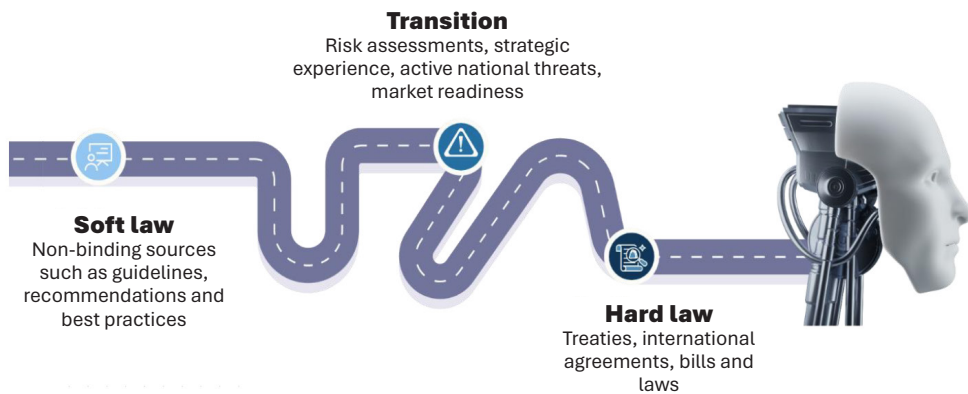 Transition
Risk assessments, strategic
experience, active national threats,
market readiness
Soft law
Non-binding sources
such as guidelines,
recommendations and
best practices
Hard law
Treaties, international
agreements, bills and
laws